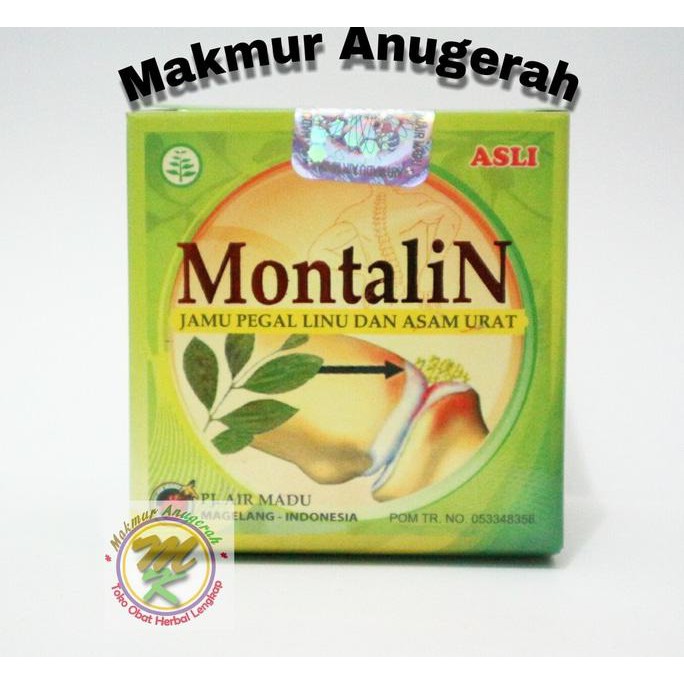 Makmur Anugerah
ASLI
MontaliN
JAMU PEGAL LINU DAN ASAM URAT
PJ. AIR MADU
MAGELANG - INDONESIA
POM TR. NO. 053348358
Makmur Anugerah
MK
Toko Obat Herbal Lengkap